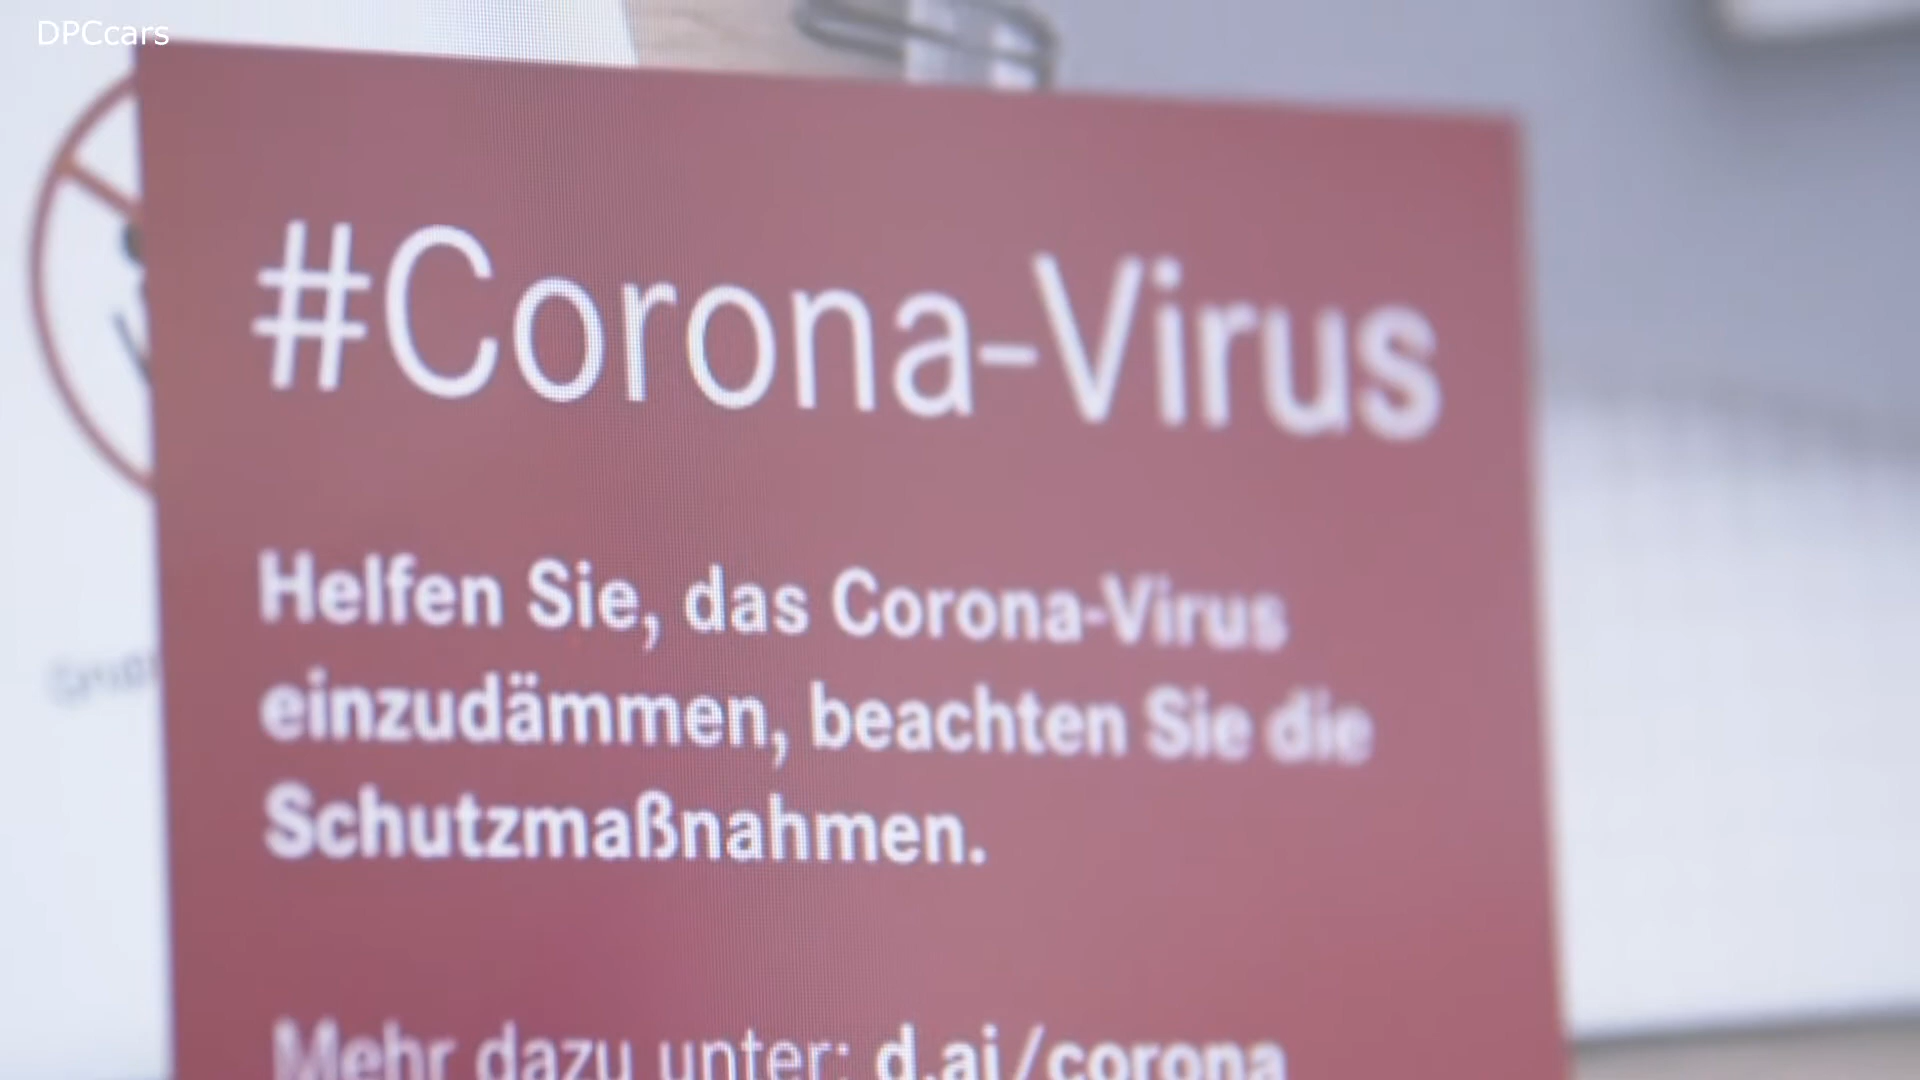 DPCcars
#Corona-Virus
Helfen Sie, das Corona-Virus
einzudämmen, beachten Sie die
Schutzmaßnahmen.
Mehr dazu unter: d.ai/corona